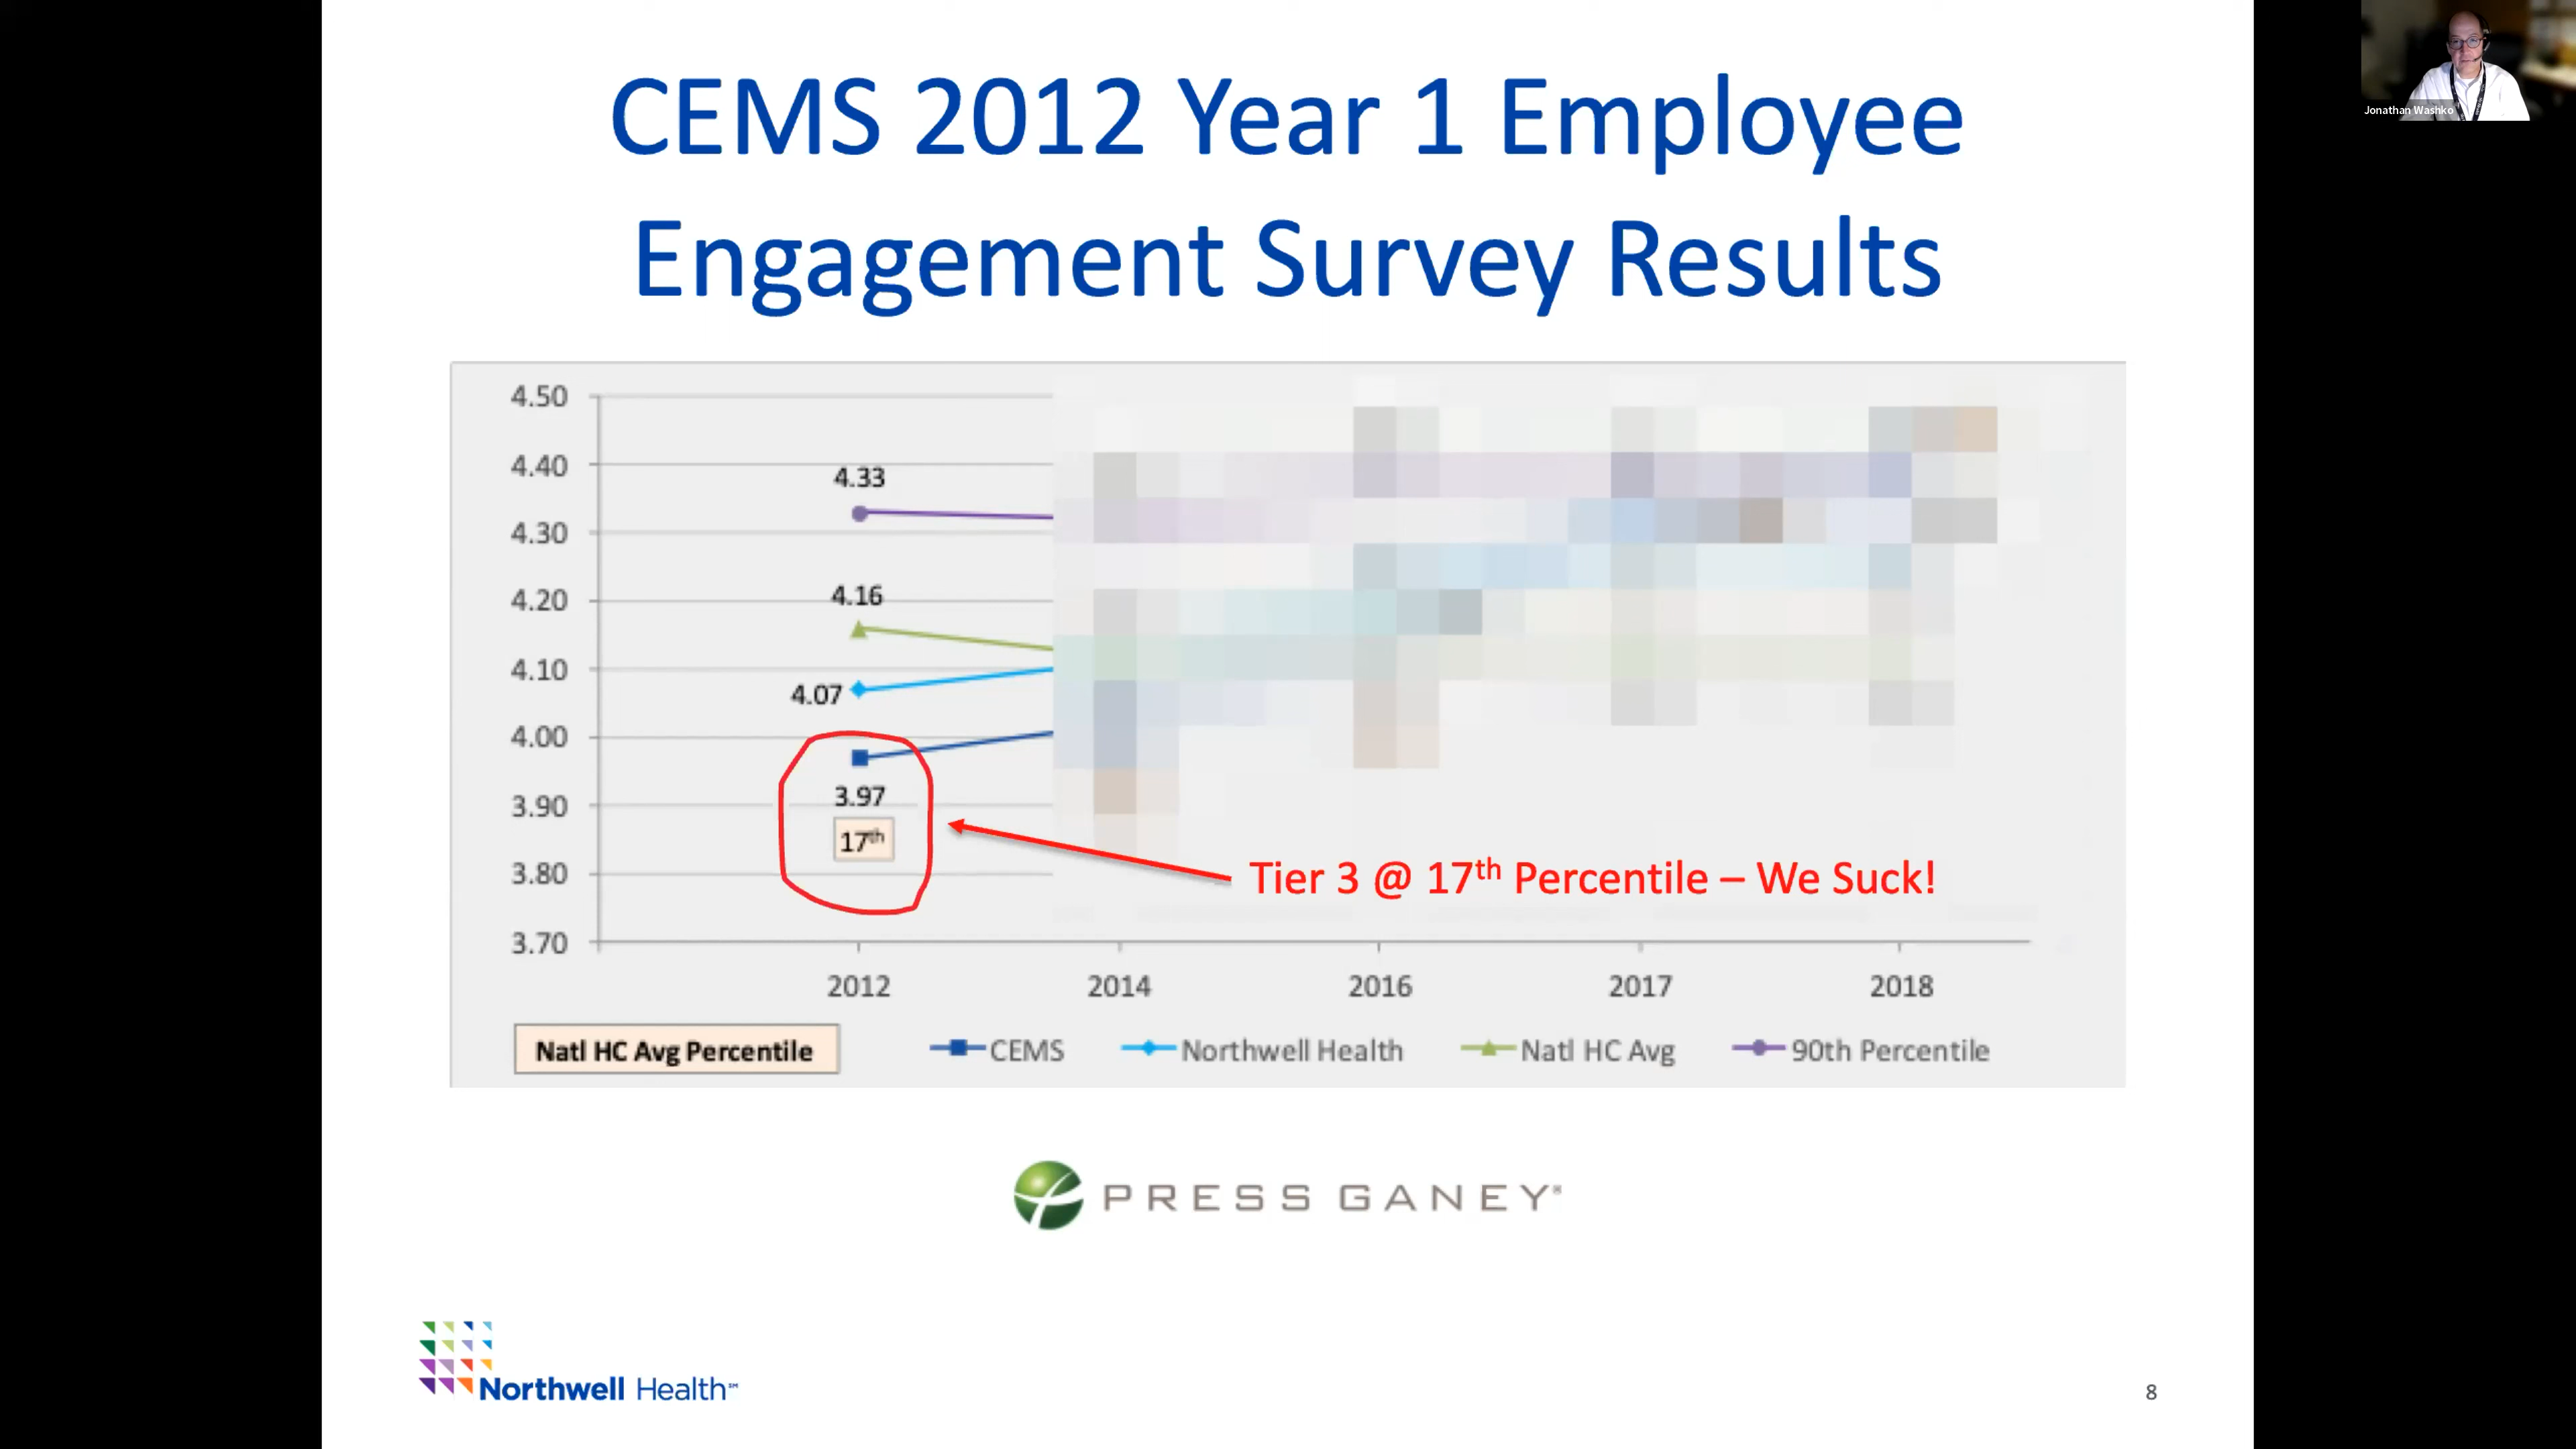 CEMS 2012 Year 1 Employee
Engagement Survey Results
Jonathan Washko
4.50
4.40
4.30
4.20
4.10
4.00
3.90
3.80
3.70
4.33
4.16
4.07
3.97
17th
Tier 3 @ 17th Percentile – We Suck!
2012 2014 2016 2017 2018
Natl HC Avg Percentile
CEMS Northwell Health Natl HC Avg 90th Percentile
PRESS GANEY®
Northwell Health℠
8